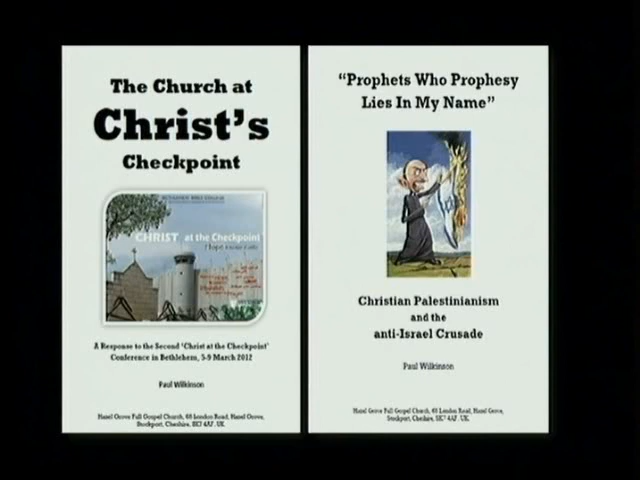 The Church at
Christ's
Checkpoint
CHRIST at the Checkpoint
A Response to the Second 'Christ at the Checkpoint'
Conference in Bethlehem, 5-9 March 2012
Paul Wilkinson
Hazel Grove Full Gospel Church, 68 London Road, Hazel Grove,
Stockport, Cheshire, SK7 4AF. UK.
“Prophets Who Prophesy
Lies In My Name”
Christian Palestinianism
and the
anti-Israel Crusade
Paul Wilkinson
Hazel Grove Full Gospel Church, 68 London Road, Hazel Grove,
Stockport, Cheshire, SK7 4AF. UK.